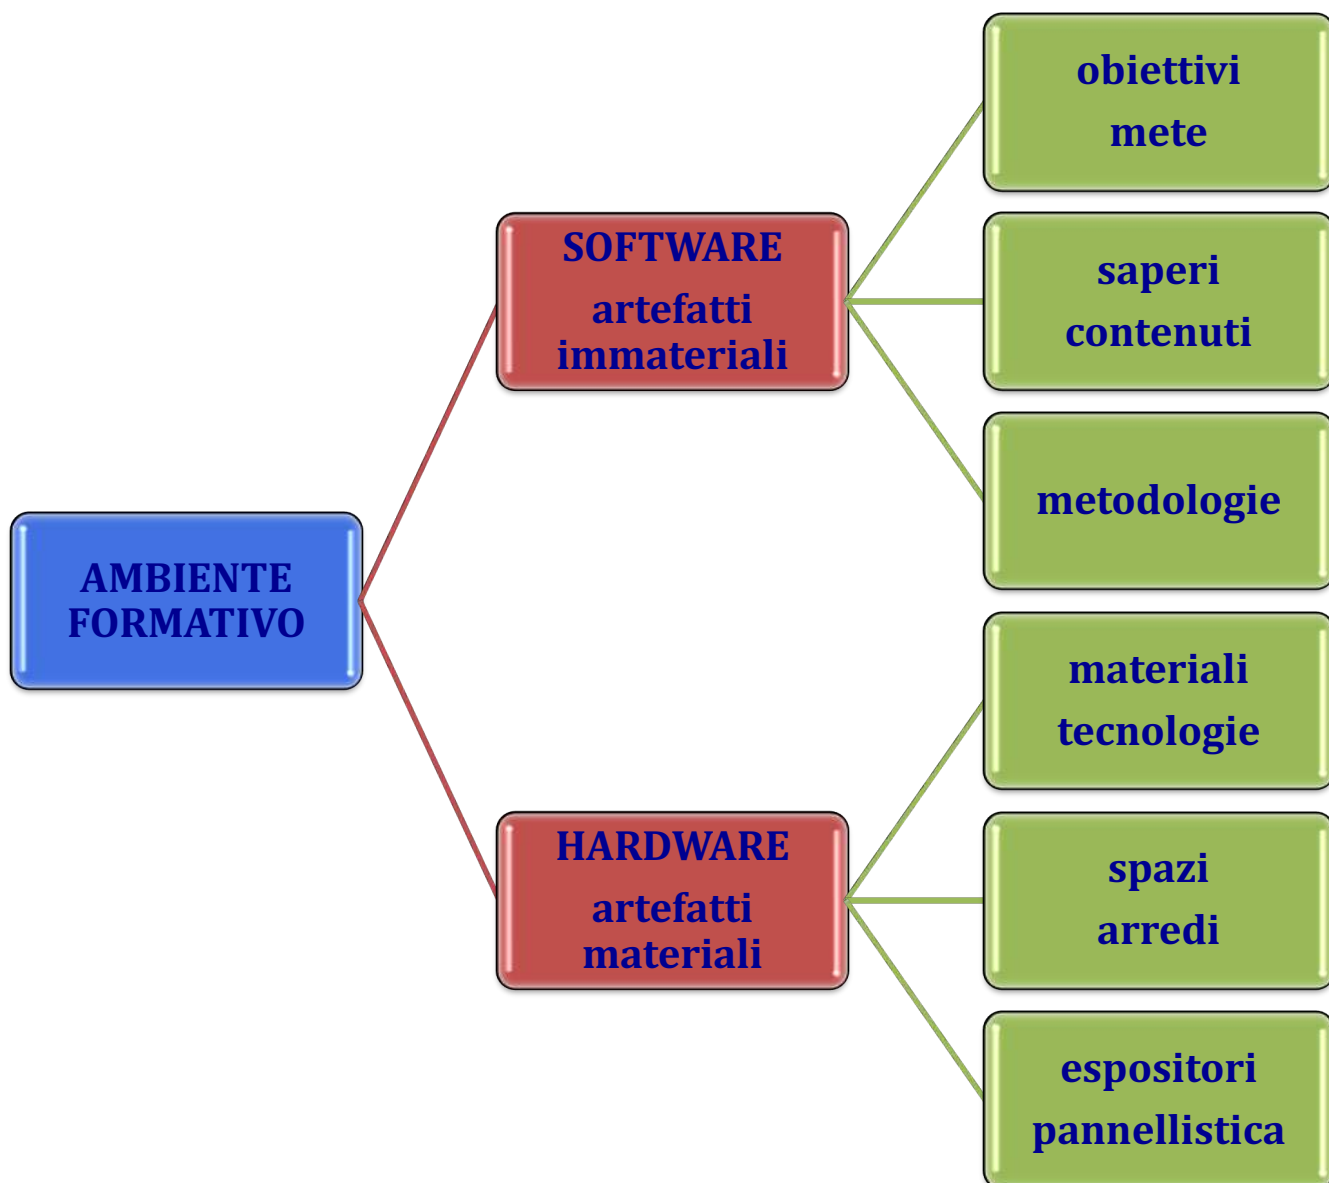 AMBIENTE
FORMATIVO
SOFTWARE
artefatti
immateriali
obiettivi
mete
saperi
contenuti
metodologie
HARDWARE
artefatti
materiali
materiali
tecnologie
spazi
arredi
espositori
pannellistica